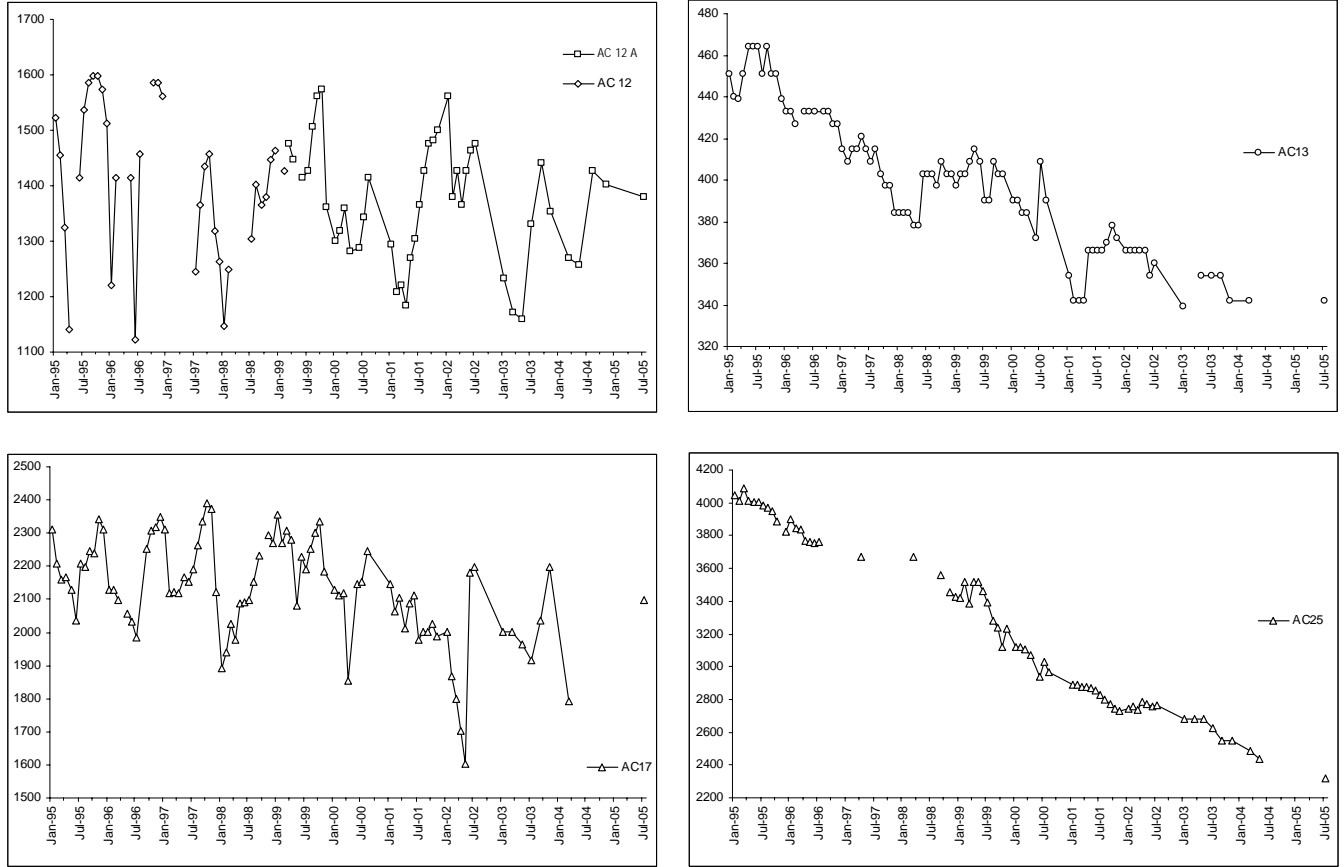 1700
1600
1500
1400
1300
1200
1100
AC 12 A
AC 12
Jan-95
Jul-95
Jan-96
Jul-96
Jan-97
Jul-97
Jan-98
Jul-98
Jan-99
Jul-99
Jan-00
Jul-00
Jan-01
Jul-01
Jan-02
Jul-02
Jan-03
Jul-03
Jan-04
Jul-04
Jan-05
Jul-05
480
460
440
420
400
380
360
340
320
AC13
Jan-95
Jul-95
Jan-96
Jul-96
Jan-97
Jul-97
Jan-98
Jul-98
Jan-99
Jul-99
Jan-00
Jul-00
Jan-01
Jul-01
Jan-02
Jul-02
Jan-03
Jul-03
Jan-04
Jul-04
Jan-05
Jul-05
2500
2400
2300
2200
2100
2000
1900
1800
1700
1600
1500
AC17
Jan-95
Jul-95
Jan-96
Jul-96
Jan-97
Jul-97
Jan-98
Jul-98
Jan-99
Jul-99
Jan-00
Jul-00
Jan-01
Jul-01
Jan-02
Jul-02
Jan-03
Jul-03
Jan-04
Jul-04
Jan-05
Jul-05
4200
4000
3800
3600
3400
3200
3000
2800
2600
2400
2200
AC25
Jan-95
Jul-95
Jan-96
Jul-96
Jan-97
Jul-97
Jan-98
Jul-98
Jan-99
Jul-99
Jan-00
Jul-00
Jan-01
Jul-01
Jan-02
Jul-02
Jan-03
Jul-03
Jan-04
Jul-04
Jan-05
Jul-05